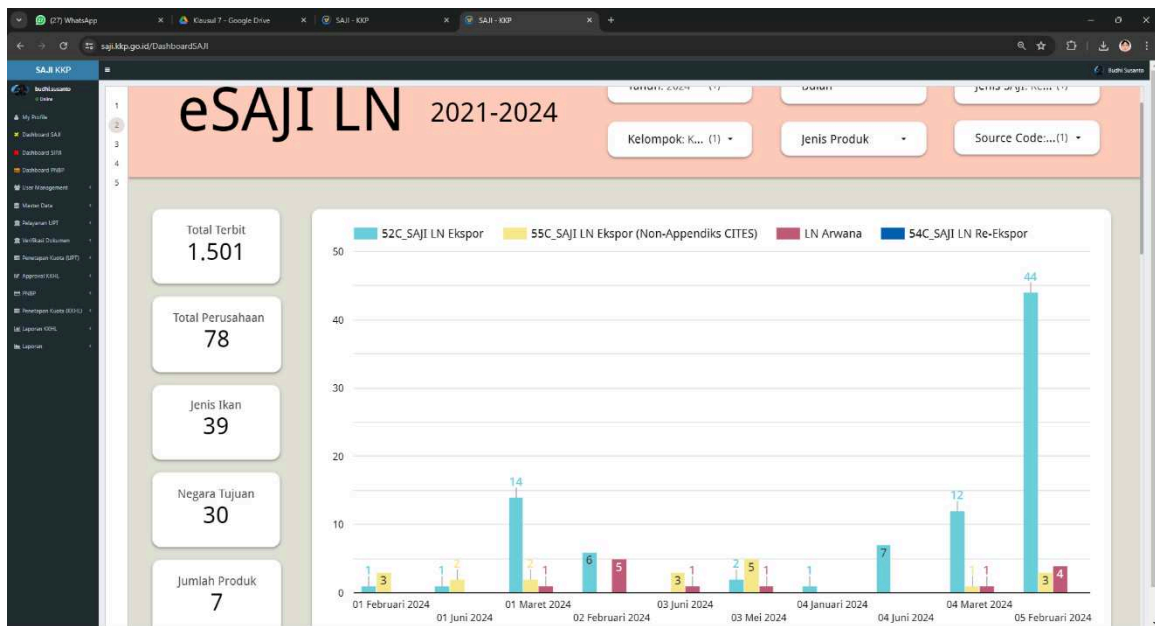 (27) WhatsApp
Klausul 7 - Google Drive
SAJI - KKP
SAJI - KKP
saji.kkp.go.id/DashboardSAJI
SAJI KKP
Budhi Susanto
budhi.susanto
Online
My Profile
Dashboard SAJI
Dashboard SIRII
Dashboard PNBP
User Management
Master Data
Pelayanan UPT
Verifikasi Dokumen
Penetapan Kuota (UPT)
Approval KKHL
PNBP
Penetapan Kuota (KKHL)
Laporan KKHL
Laporan
1
2
3
4
5
eSAJI LN 2021-2024
Tahun: 2024 (1)
Bulan
Kelompok: K... (1)
Jenis Produk
Source Code:...(1)
Total Terbit
1.501
Total Perusahaan
78
Jenis Ikan
39
Negara Tujuan
30
Jumlah Produk
7
52C_SAJI LN Ekspor 55C_SAJI LN Ekspor (Non-Appendiks CITES) LN Arwana 54C_SAJI LN Re-Ekspor
50
40
30
20
10
0
1 3
1 2
14 2 1
6 5
3 1
2 5 1
1
7
12 1 1
44 3 4
01 Februari 2024
01 Juni 2024
01 Maret 2024
02 Februari 2024
03 Juni 2024
03 Mei 2024
04 Januari 2024
04 Juni 2024
04 Maret 2024
05 Februari 2024